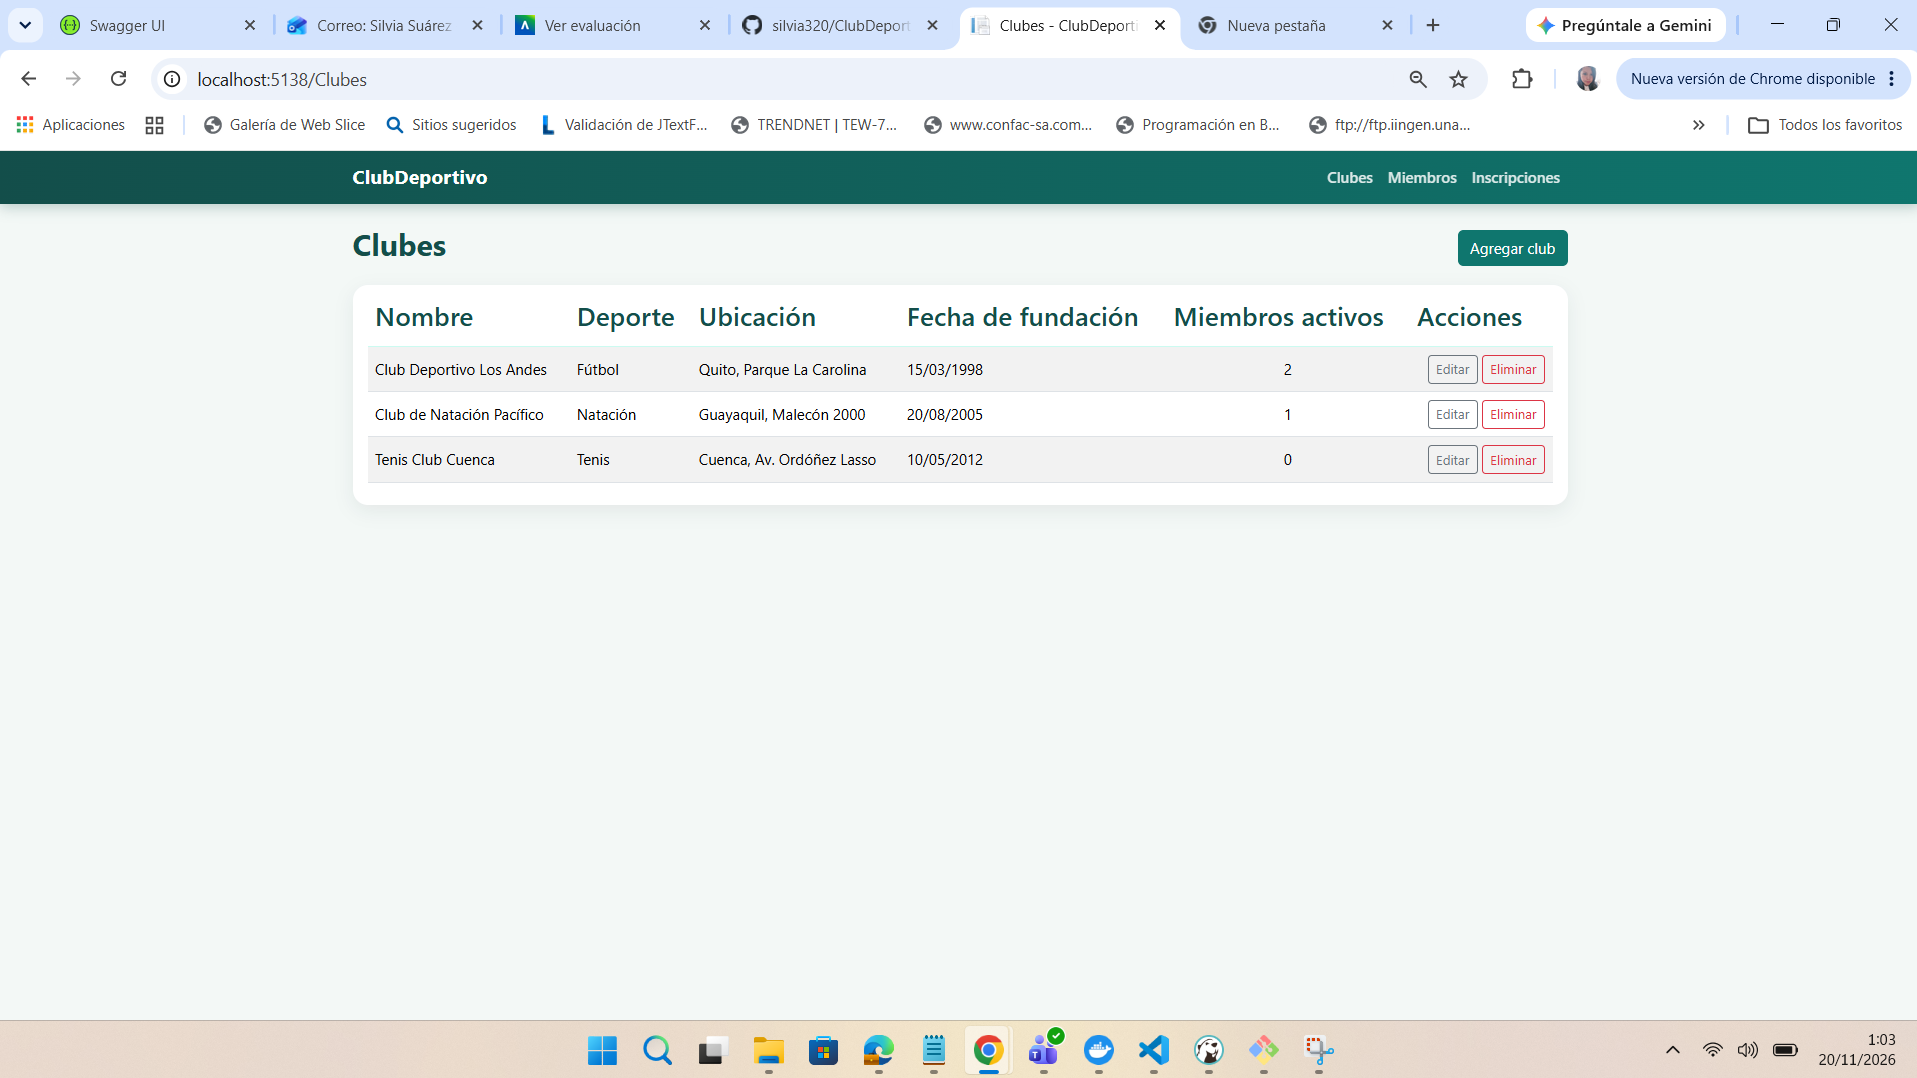 Swagger UI
Correo: Silvia Suárez
Ver evaluación
silvia320/ClubDeport
Clubes - ClubDeporti
Nueva pestaña
Pregúntale a Gemini
localhost:5138/Clubes
Nueva versión de Chrome disponible
Aplicaciones
Galería de Web Slice
Sitios sugeridos
Validación de JTextF...
TRENDNET | TEW-7...
www.confac-sa.com...
Programación en B...
ftp://ftp.iingen.una...
Todos los favoritos
ClubDeportivo
Clubes Miembros Inscripciones
Clubes
Agregar club
Nombre Deporte Ubicación Fecha de fundación Miembros activos Acciones
Club Deportivo Los Andes Fútbol Quito, Parque La Carolina 15/03/1998 2 Editar Eliminar
Club de Natación Pacífico Natación Guayaquil, Malecón 2000 20/08/2005 1 Editar Eliminar
Tenis Club Cuenca Tenis Cuenca, Av. Ordóñez Lasso 10/05/2012 0 Editar Eliminar
1:03
20/11/2026